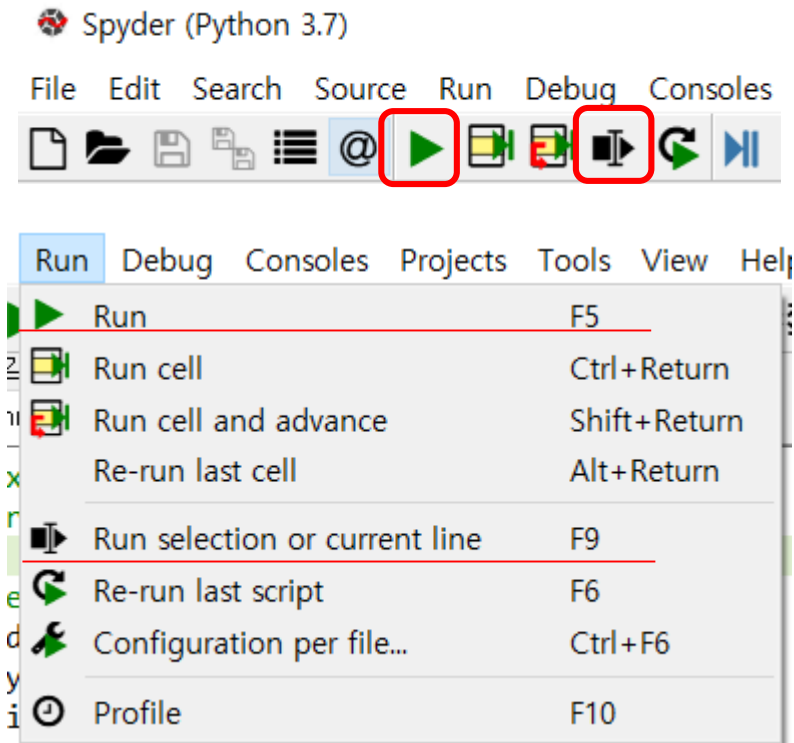 Spyder (Python 3.7)
File Edit Search Source Run Debug Consoles
@
Run Debug Consoles Projects Tools View Help
Run F5
Run cell Ctrl+Return
Run cell and advance Shift+Return
Re-run last cell Alt+Return
Run selection or current line F9
Re-run last script F6
Configuration per file... Ctrl+F6
Profile F10